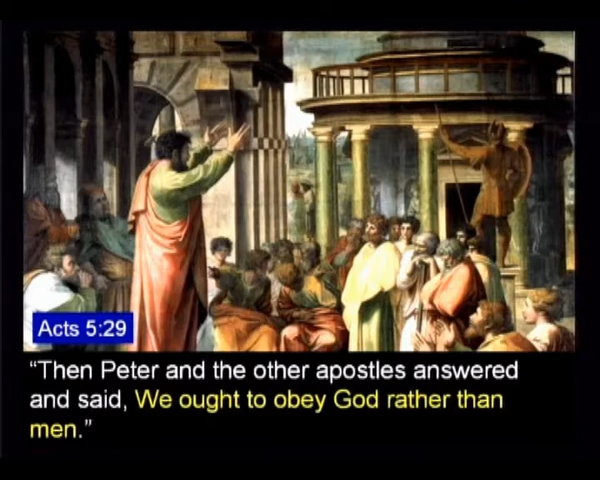 Acts 5:29
“Then Peter and the other apostles answered
and said, We ought to obey God rather than
men.”